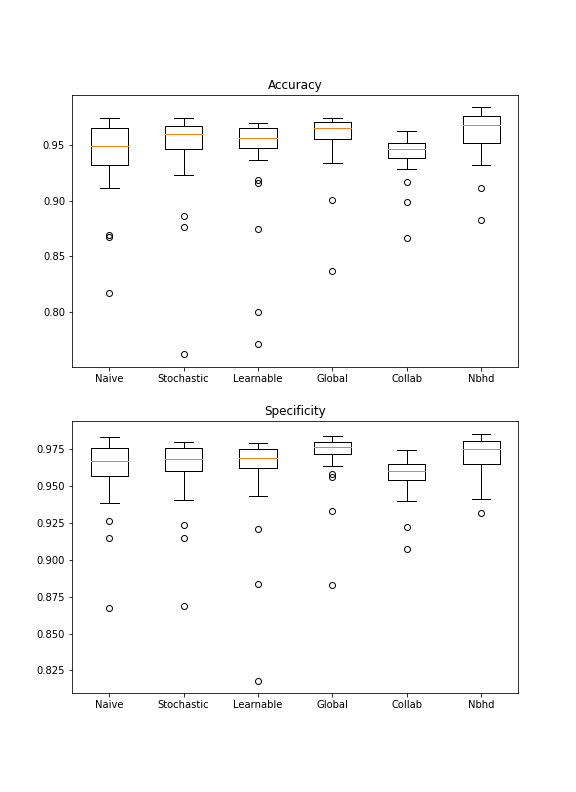 Accuracy
0.95
0.90
0.85
0.80
Naive Stochastic Learnable Global Collab Nbhd
Specificity
0.975
0.950
0.925
0.900
0.875
0.850
0.825
Naive Stochastic Learnable Global Collab Nbhd